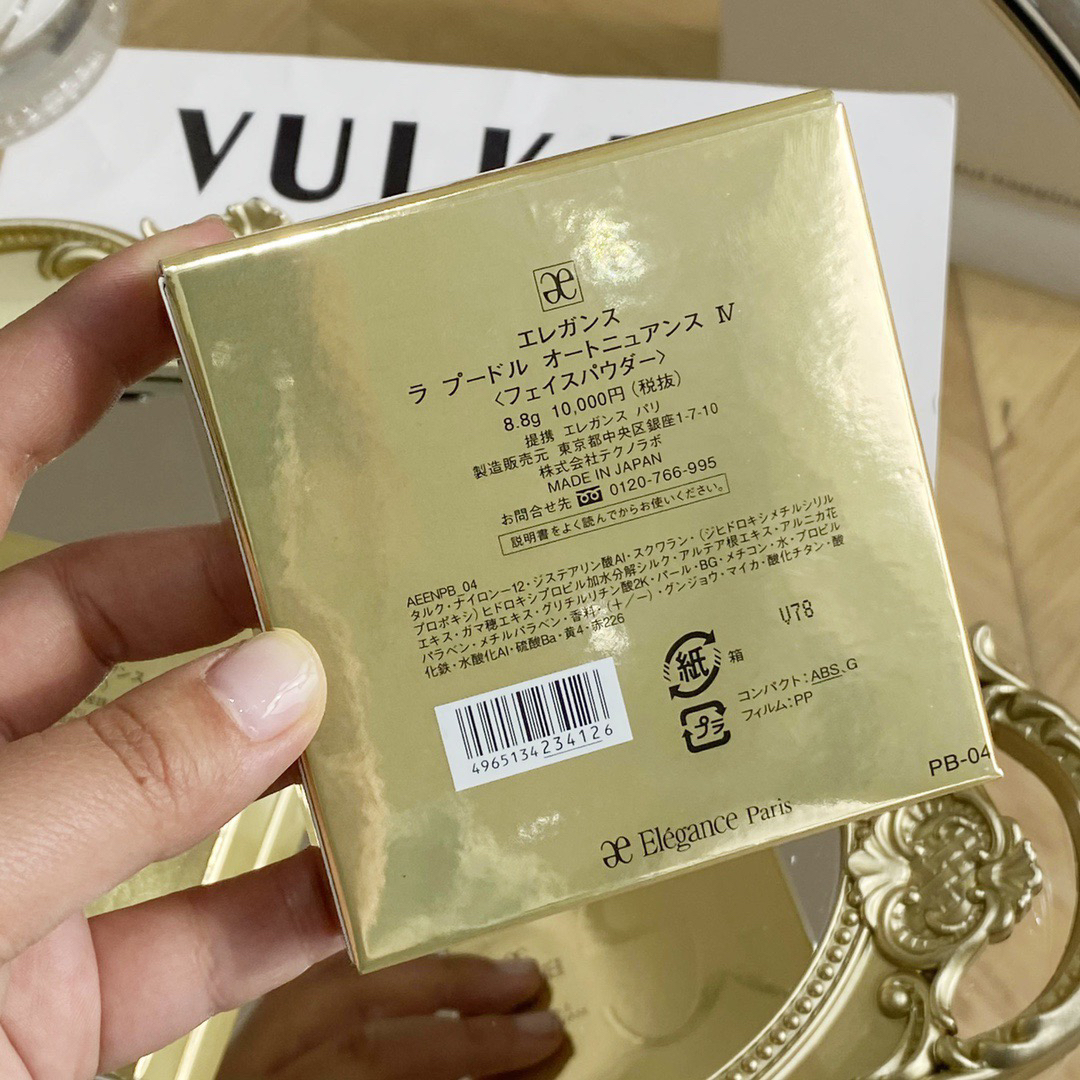 VULK
æ
エレガンス
ラ プードル オートニュアンス Ⅳ
〈フェイスパウダー〉
8.8g 10,000円(税抜)
提携 エレガンス パリ
製造販売元 東京都中央区銀座1-7-10
株式会社テクノラボ
MADE IN JAPAN
お問合せ先 0120-766-995
説明書をよく読んでからお使いください。
AEENPB_04
タルク・ナイロン-12・ジステアリン酸Al・スクワラン・(ジヒドロキシメチルシリル
プロポキシ)ヒドロキシプロピル加水分解シルク・アルテア根エキス・アルニカ花
エキス・ガマ穂エキス・グリチルリチン酸2K・パール・BG・メチコン・水・プロピル
パラベン・メチルパラベン・香料・(+/-)・グンジョウ・マイカ・酸化チタン・酸
化鉄・水酸化Al・硫酸Ba・黄4・赤226
U78
紙 箱
プラ
コンパクト:ABS_G
フィルム:PP
4965134234126
PB-04
æ Elégance Paris